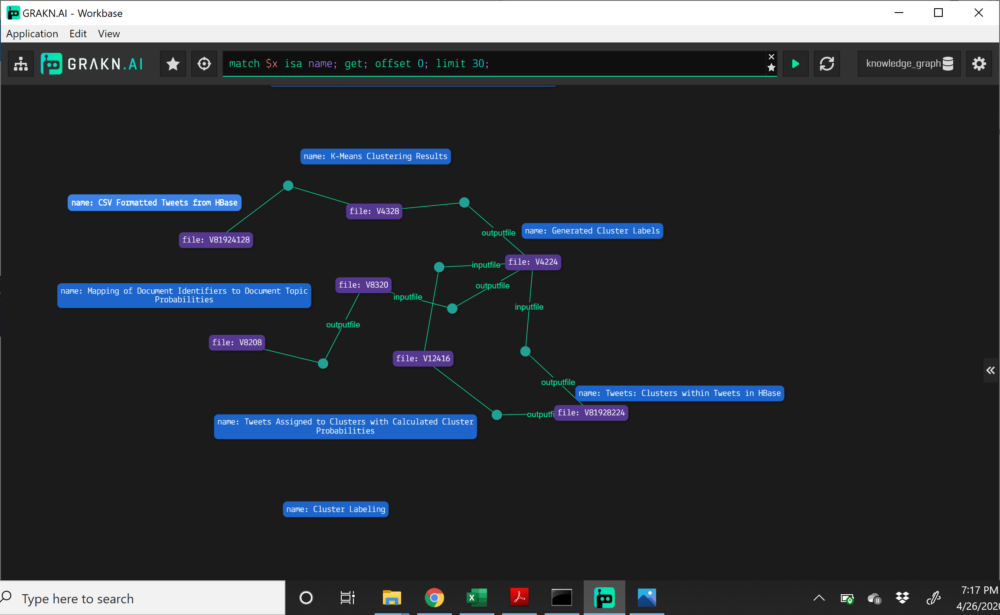 GRAKN.AI - Workbase
Application Edit View
GRAKN.AI
match $x isa name; get; offset 0; limit 30;
knowledge_graph
name: K-Means Clustering Results
name: CSV Formatted Tweets from HBase
file: V4328
file: V81924128
outputfile
name: Generated Cluster Labels
inputfile
file: V4224
file: V8320
outputfile
name: Mapping of Document Identifiers to Document Topic
Probabilities
inputfile
inputfile
outputfile
file: V8208
file: V12416
outputfile
name: Tweets: Clusters within Tweets in HBase
outputfi
file: V81928224
name: Tweets Assigned to Clusters with Calculated Cluster
Probabilities
name: Cluster Labeling
Type here to search
7:17 PM
4/26/2020